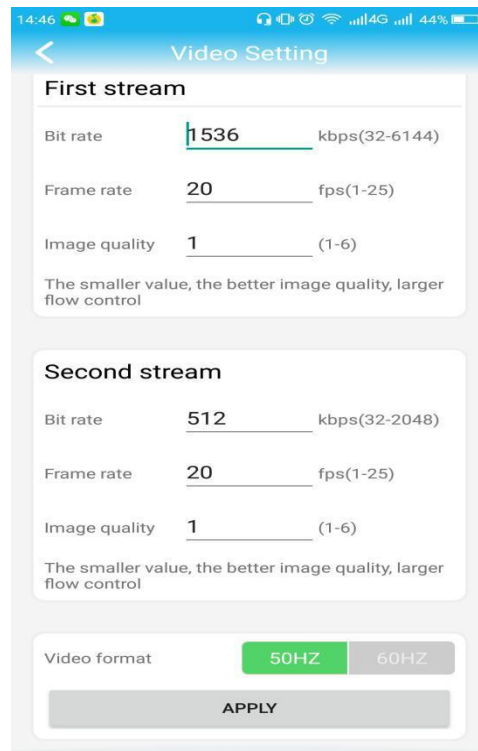 14:46 4G 44%
Video Setting
First stream
Bit rate 1536 kbps(32-6144)
Frame rate 20 fps(1-25)
Image quality 1 (1-6)
The smaller value, the better image quality, larger
flow control
Second stream
Bit rate 512 kbps(32-2048)
Frame rate 20 fps(1-25)
Image quality 1 (1-6)
The smaller value, the better image quality, larger
flow control
Video format 50HZ 60HZ
APPLY